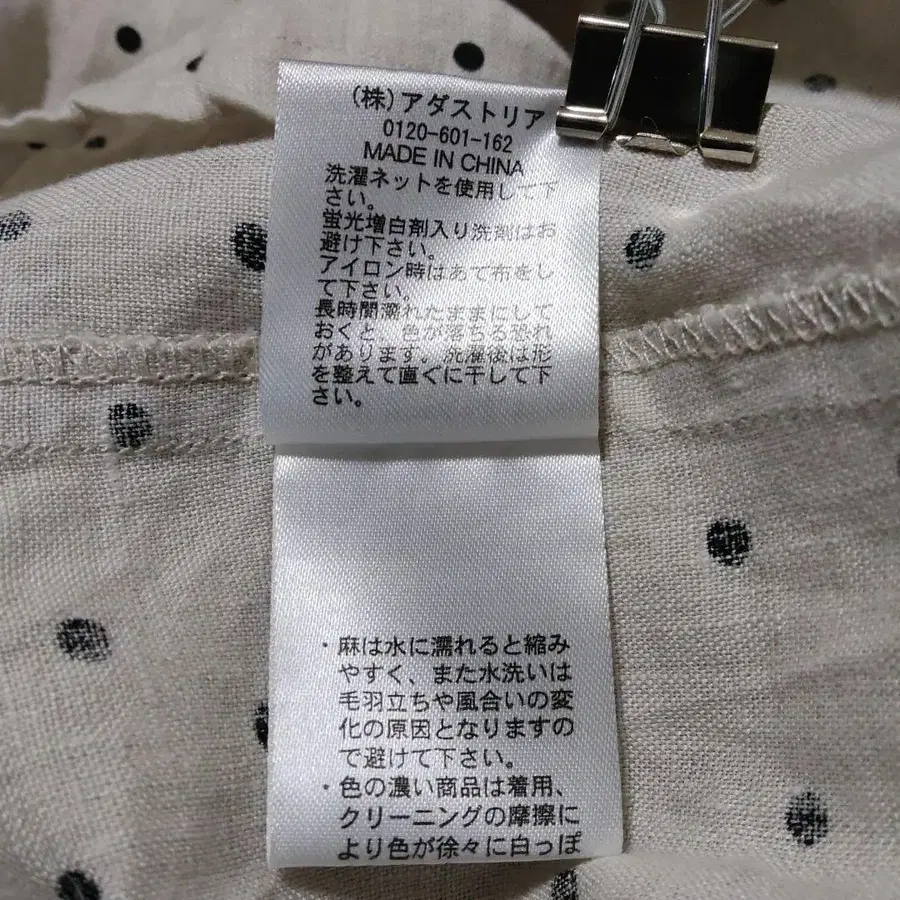 (株)アダストリア
0120-601-162
MADE IN CHINA
洗濯ネットを使用して下
さい。
蛍光増白剤入り洗剤はお
避け下さい。
アイロン時はあて布をし
て下さい。
長時間濡れたままにして
おくと、色が落ちる恐れ
があります。洗濯後は形
を整えて直ぐに干して下
さい。
・麻は水に濡れると縮み
やすく、また水洗いは
毛羽立ちや風合いの変
化の原因となりますの
で避けて下さい。
・色の濃い商品は着用、
クリーニングの摩擦に
より色が徐々に白っぽ